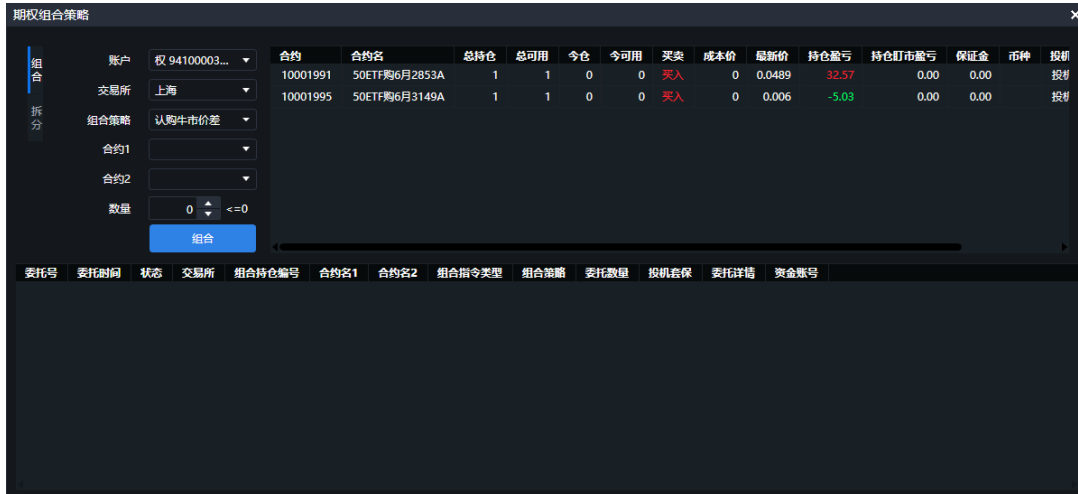 期权组合策略
组合
拆分
账户 权 94100003...
交易所 上海
组合策略 认购牛市价差
合约1
合约2
数量 0 <=0
组合
合约 合约名 总持仓 总可用 今仓 今可用 买卖 成本价 最新价 持仓盈亏 持仓盯市盈亏 保证金 币种 投机
10001991 50ETF购6月2853A 1 1 0 0 买入 0 0.0489 32.57 0.00 0.00 投机
10001995 50ETF购6月3149A 1 1 0 0 买入 0 0.006 -5.03 0.00 0.00 投机
委托号 委托时间 状态 交易所 组合持仓编号 合约名1 合约名2 组合指令类型 组合策略 委托数量 投机套保 委托详情 资金账号